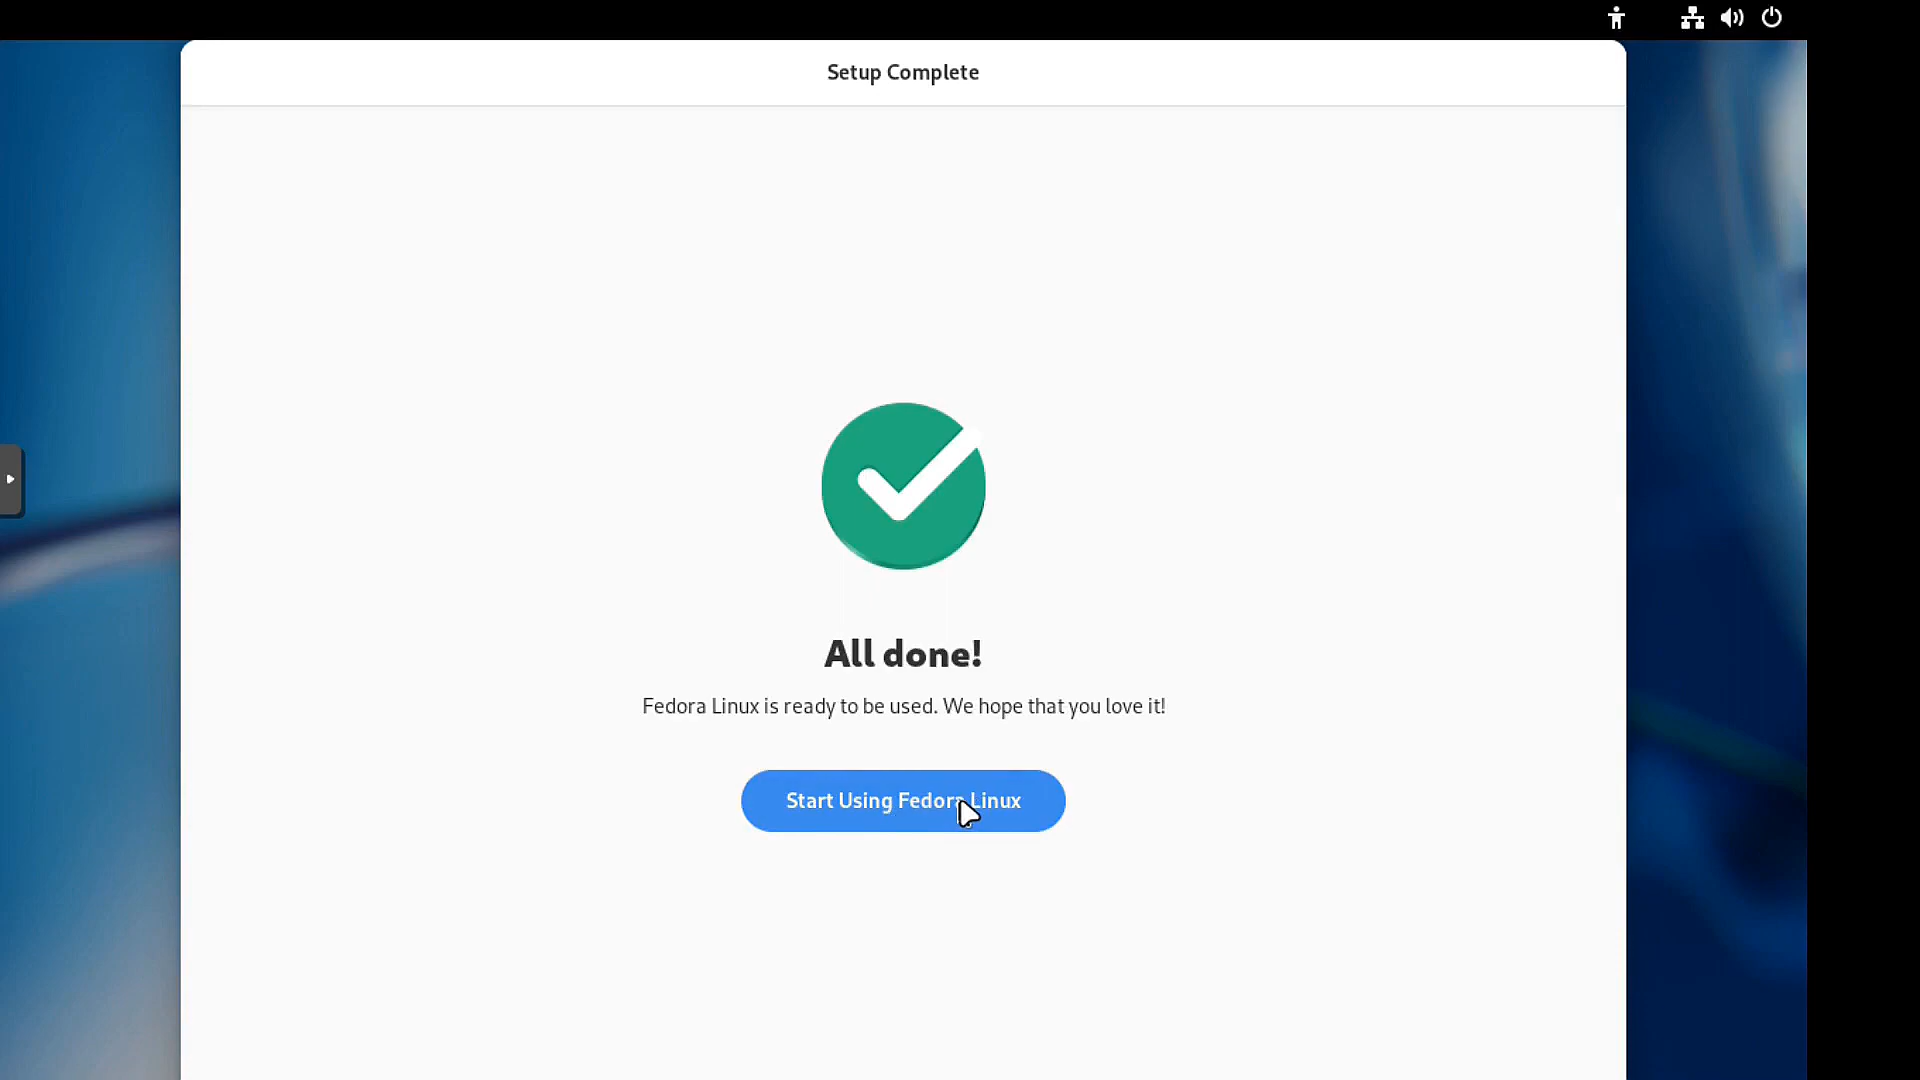 Setup Complete
All done!
Fedora Linux is ready to be used. We hope that you love it!
Start Using Fedora Linux